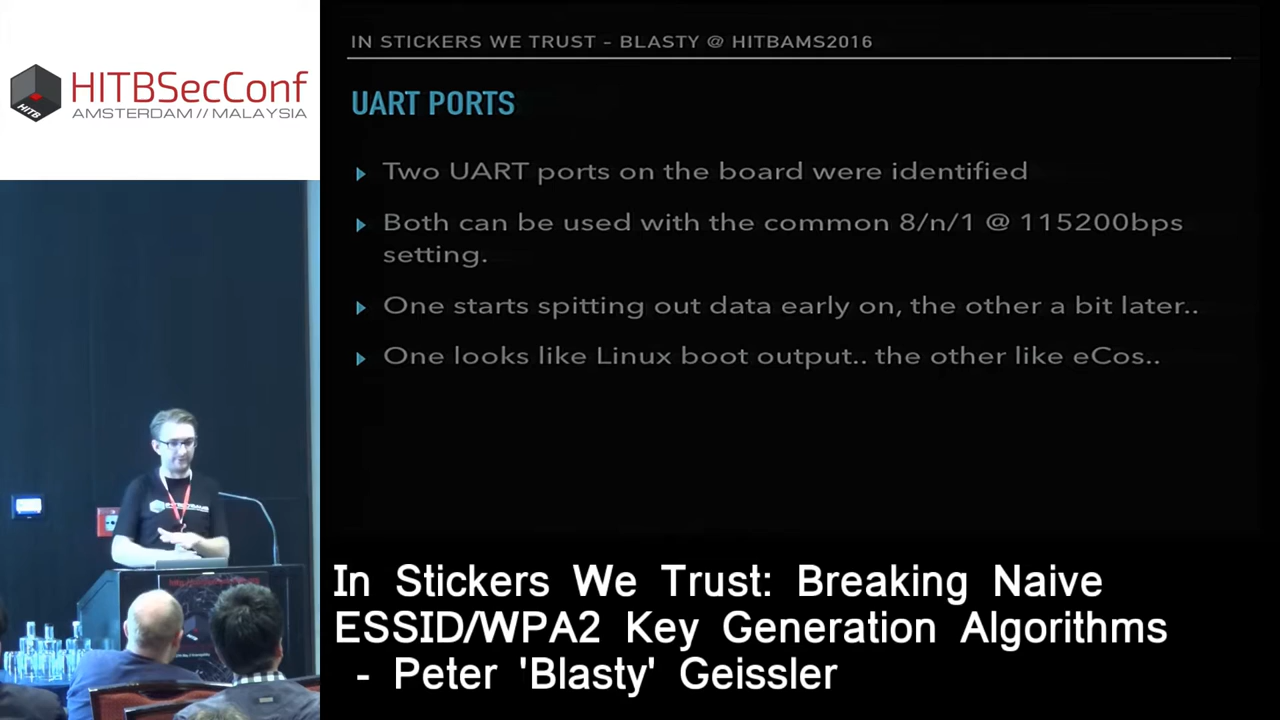 HITBSecConf
AMSTERDAM // MALAYSIA
HITB
IN STICKERS WE TRUST - BLASTY @ HITBAMS2016
UART PORTS
Two UART ports on the board were identified
Both can be used with the common 8/n/1 @ 115200bps
setting.
One starts spitting out data early on, the other a bit later..
One looks like Linux boot output.. the other like eCos..
In Stickers We Trust: Breaking Naive
ESSID/WPA2 Key Generation Algorithms
- Peter 'Blasty' Geissler